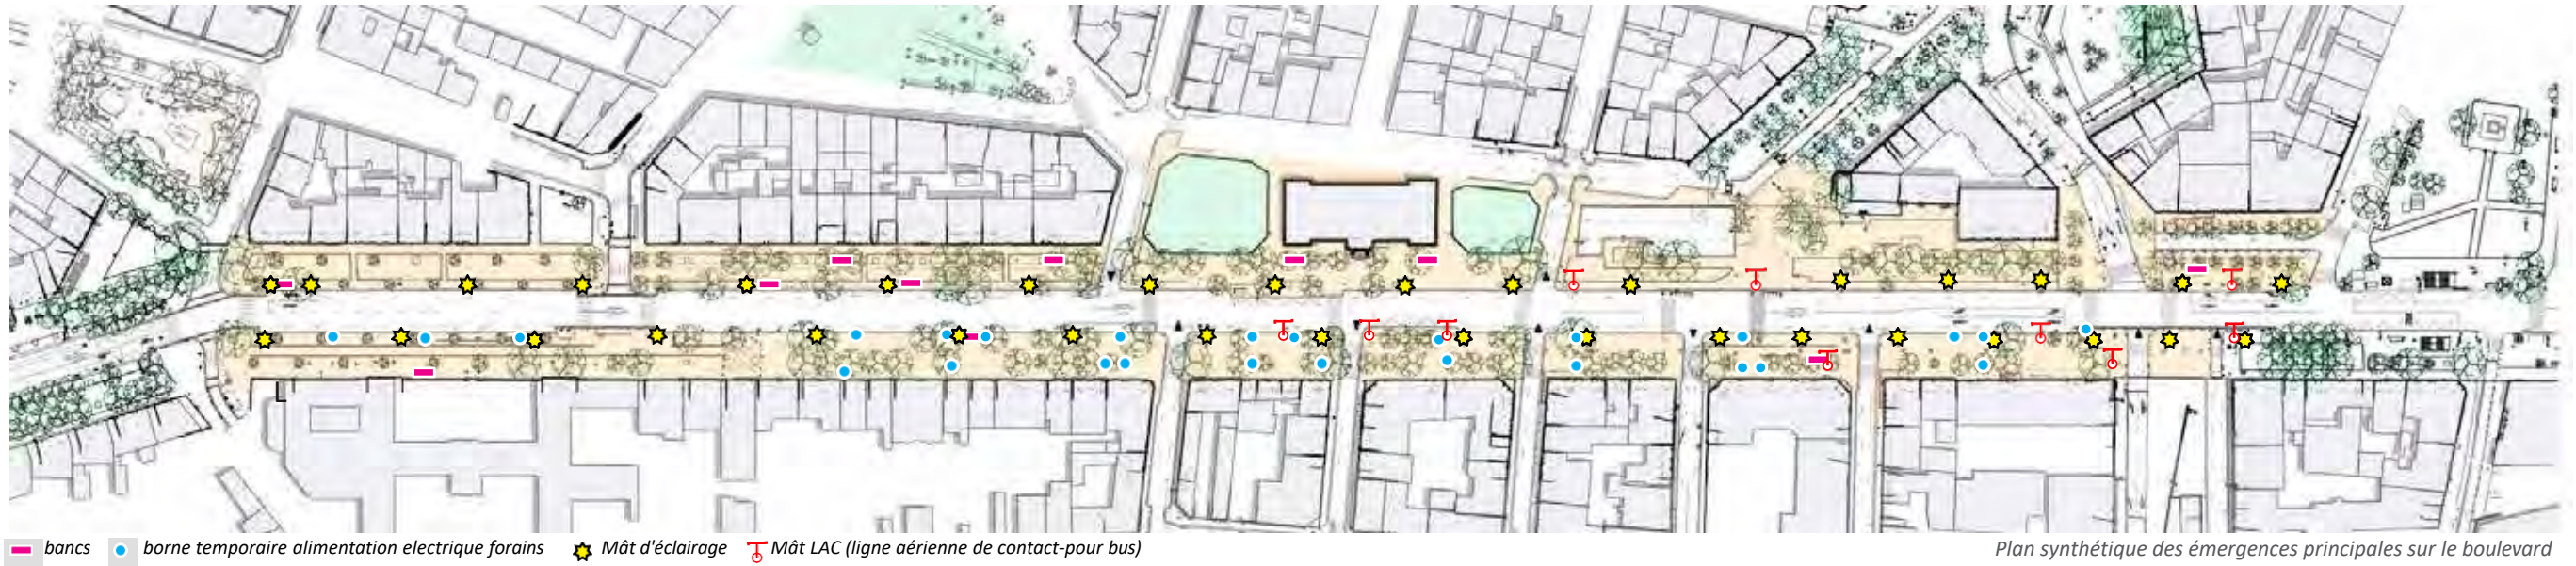 bancs
borne temporaire alimentation electrique forains
Mât d'éclairage
Mât LAC (ligne aérienne de contact-pour bus)
Plan synthétique des émergences principales sur le boulevard